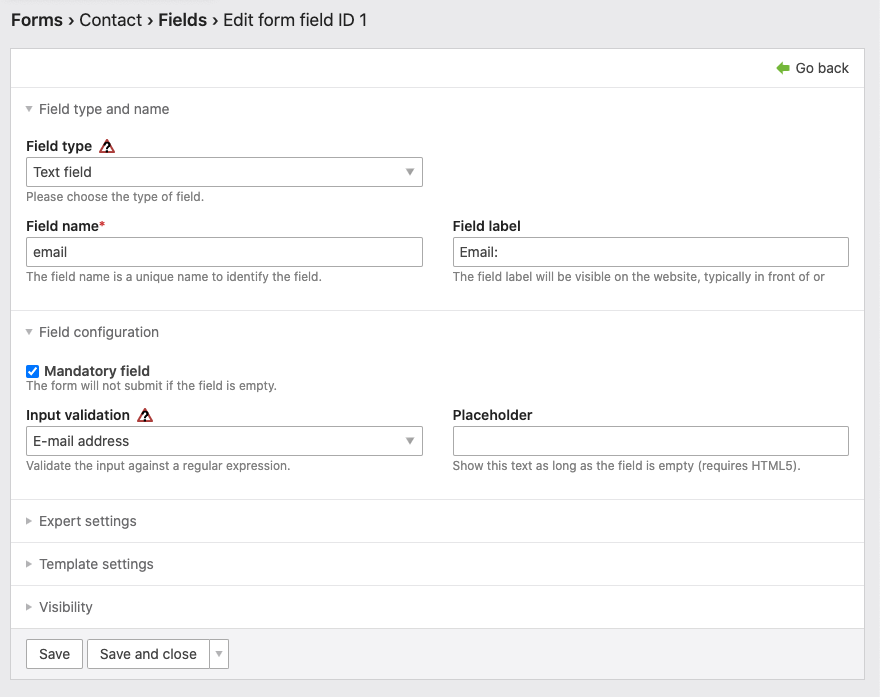 Forms › Contact › Fields › Edit form field ID 1
Go back
Field type and name
Field type
Text field
Please choose the type of field.
Field name*
email
The field name is a unique name to identify the field.
Field label
Email:
The field label will be visible on the website, typically in front of or
Field configuration
Mandatory field
The form will not submit if the field is empty.
Input validation
E-mail address
Validate the input against a regular expression.
Placeholder
Show this text as long as the field is empty (requires HTML5).
Expert settings
Template settings
Visibility
Save
Save and close